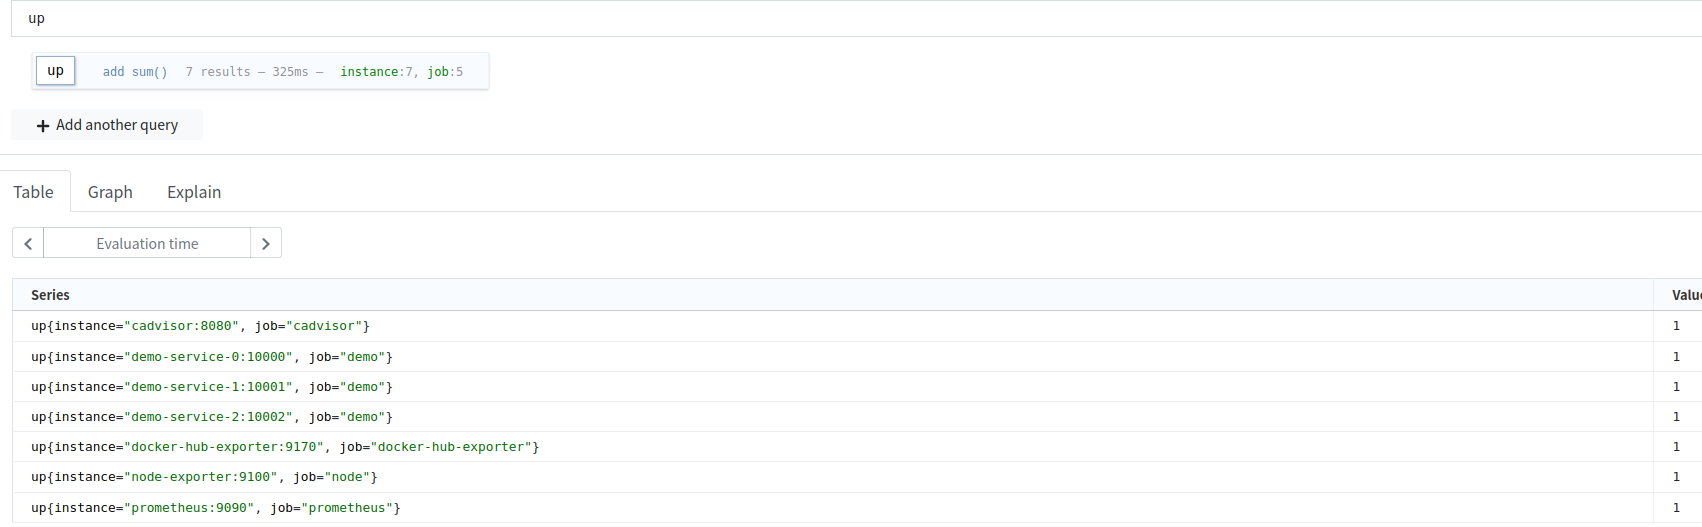 up
up add sum() 7 results – 325ms – instance:7, job:5
+ Add another query
Table Graph Explain
Evaluation time
Series Valu
up{instance="cadvisor:8080", job="cadvisor"} 1
up{instance="demo-service-0:10000", job="demo"} 1
up{instance="demo-service-1:10001", job="demo"} 1
up{instance="demo-service-2:10002", job="demo"} 1
up{instance="docker-hub-exporter:9170", job="docker-hub-exporter"} 1
up{instance="node-exporter:9100", job="node"} 1
up{instance="prometheus:9090", job="prometheus"} 1